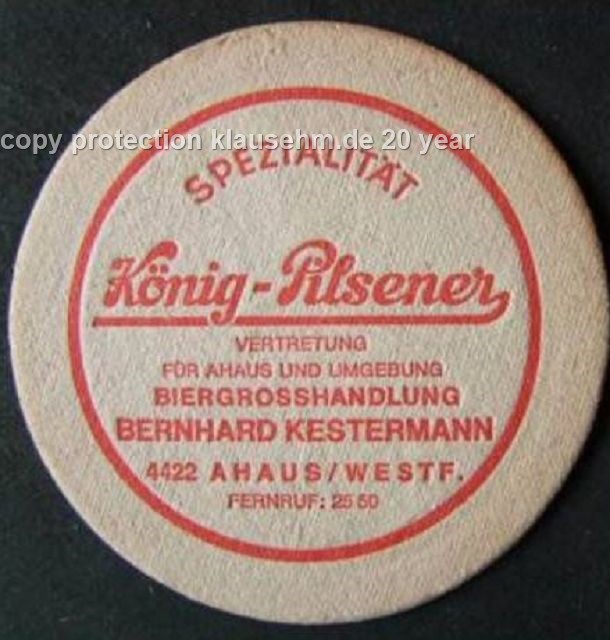 copy protection klausehm.de 20 year
SPEZIALITÄT
König-Pilsener
VERTRETUNG
FÜR AHAUS UND UMGEBUNG
BIERGROSSHANDLUNG
BERNHARD KESTERMANN
4422 AHAUS/WESTF.
FERNRUF: 25 50